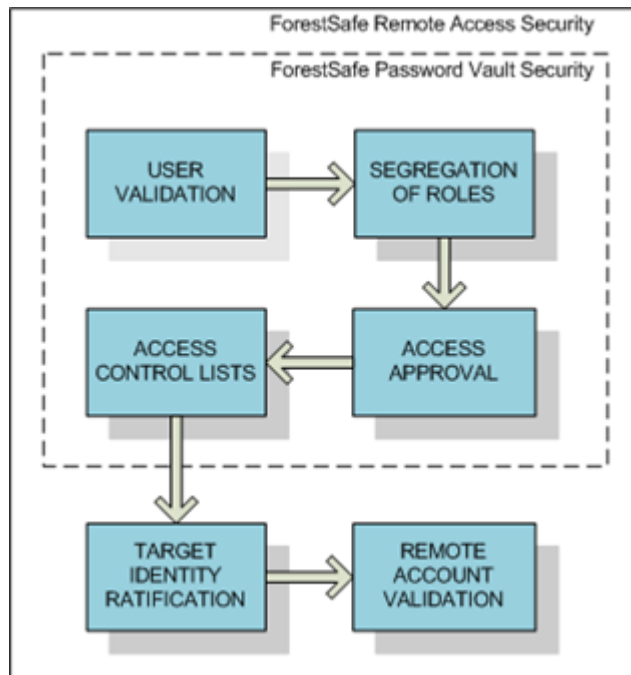 ForestSafe Remote Access Security
ForestSafe Password Vault Security
USER
VALIDATION
SEGREGATION
OF ROLES
ACCESS
CONTROL LISTS
ACCESS
APPROVAL
TARGET
IDENTITY
RATIFICATION
REMOTE
ACCOUNT
VALIDATION